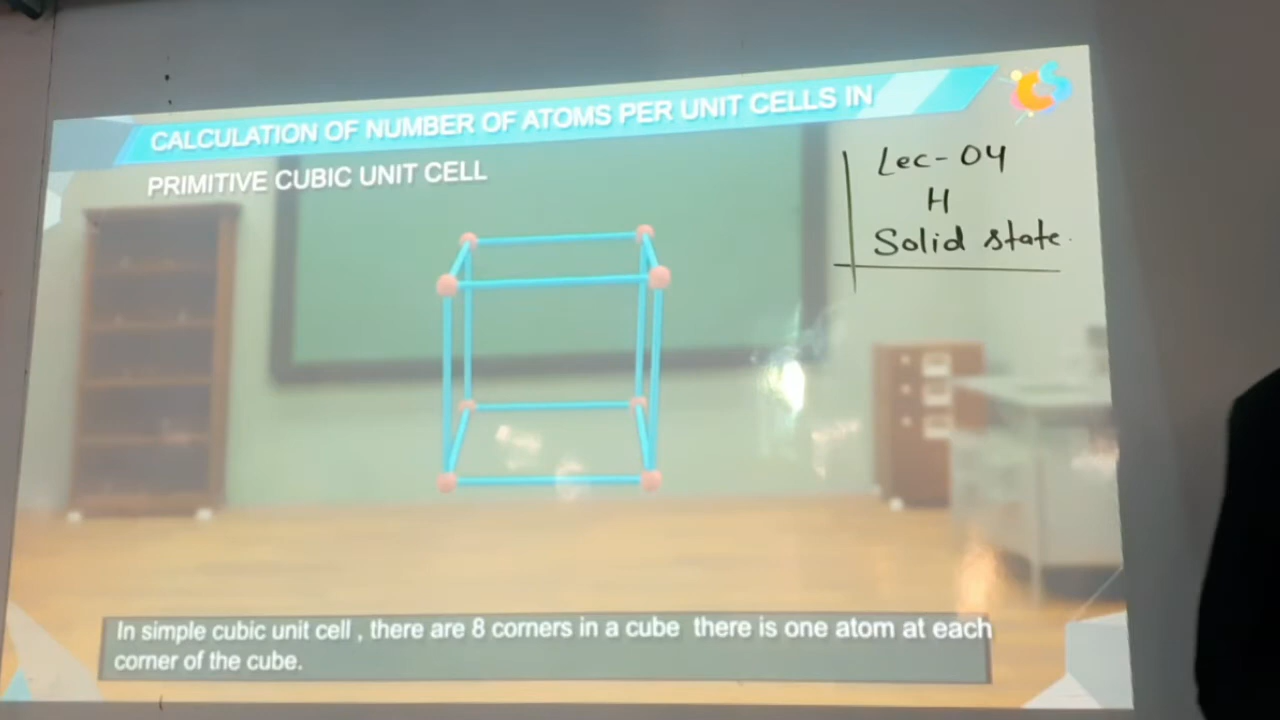 CALCULATION OF NUMBER OF ATOMS PER UNIT CELLS IN
PRIMITIVE CUBIC UNIT CELL
Lec-04
H
Solid state.
In simple cubic unit cell , there are 8 corners in a cube there is one atom at each
corner of the cube.